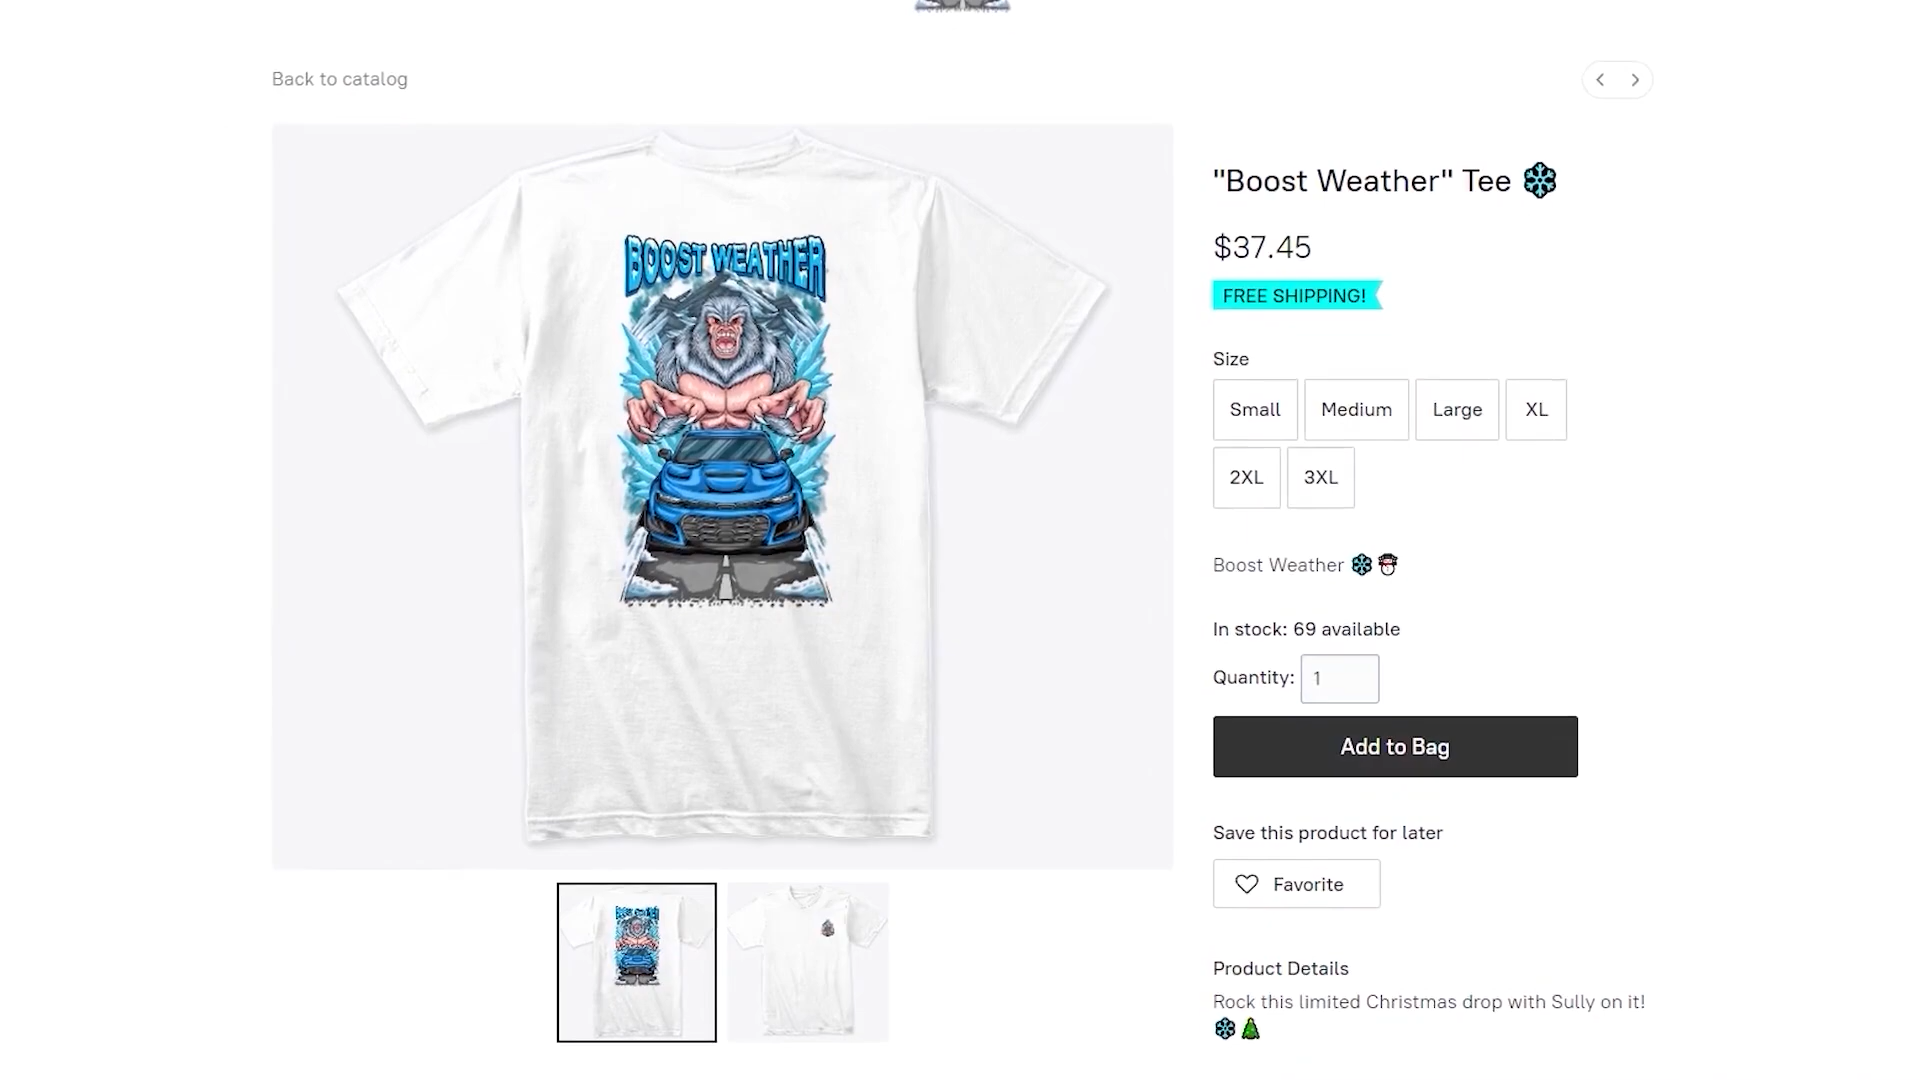 Back to catalog
BOOST WEATHER
"Boost Weather" Tee ❄️
$37.45
FREE SHIPPING!
Size
Small
Medium
Large
XL
2XL
3XL
Boost Weather ❄️☃️
In stock: 69 available
Quantity: 1
Add to Bag
Save this product for later
Favorite
Product Details
Rock this limited Christmas drop with Sully on it!
❄️🎄